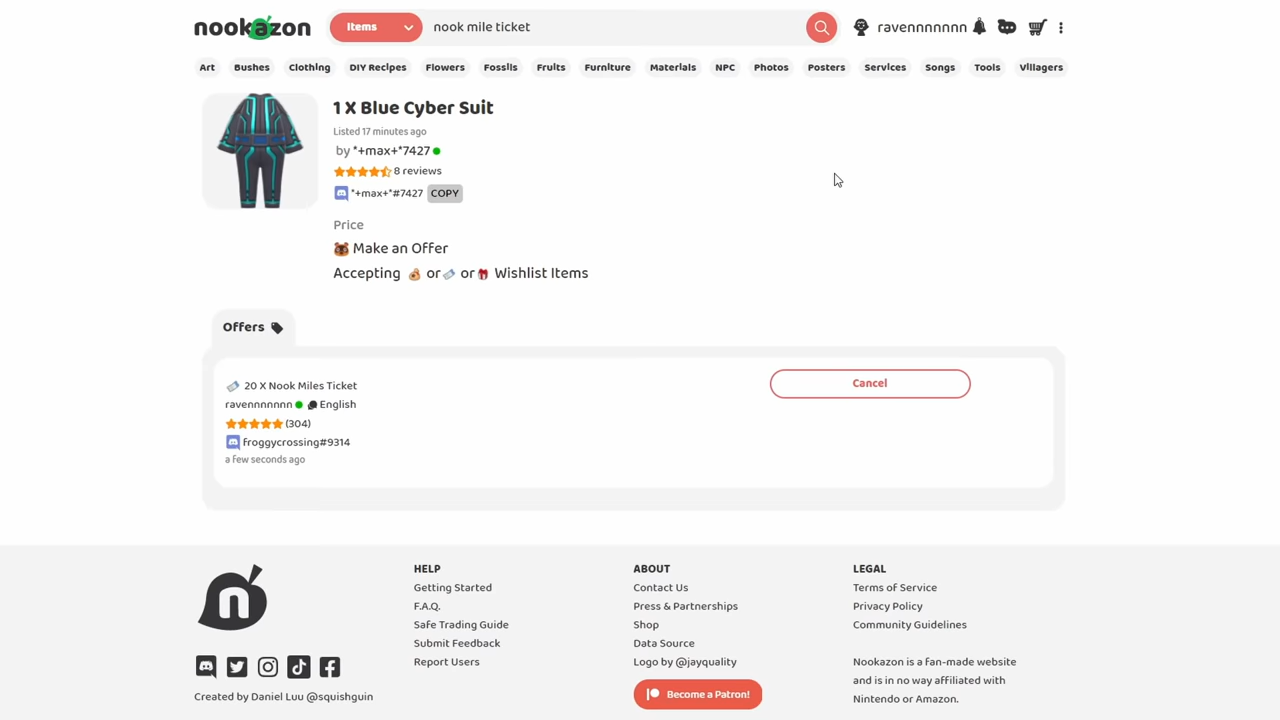 nookazon
Items
nook mile ticket
ravennnnnnn
Art Bushes Clothing DIY Recipes Flowers Fossils Fruits Furniture Materials NPC Photos Posters Services Songs Tools Villagers
1 X Blue Cyber Suit
Listed 17 minutes ago
by *+max+*7427
8 reviews
*+max+*#7427 COPY
Price
Make an Offer
Accepting or or Wishlist Items
Offers
20 X Nook Miles Ticket
Cancel
ravennnnnnn English
(304)
froggycrossing#9314
a few seconds ago
n
Created by Daniel Luu @squishguin
HELP
Getting Started
F.A.Q.
Safe Trading Guide
Submit Feedback
Report Users
ABOUT
Contact Us
Press & Partnerships
Shop
Data Source
Logo by @jayquality
Become a Patron!
LEGAL
Terms of Service
Privacy Policy
Community Guidelines
Nookazon is a fan-made website
and is in no way affiliated with
Nintendo or Amazon.